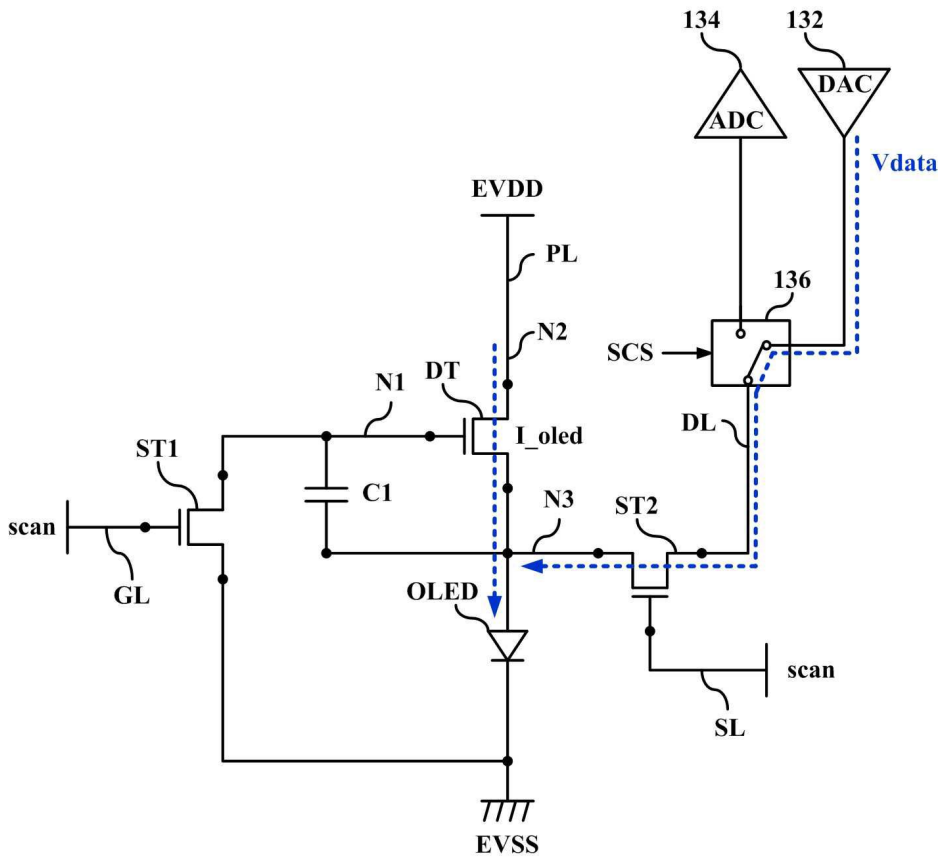 134
132
ADC
DAC
Vdata
EVDD
PL
136
N2
SCS
DT
N1
I_oled
DL
ST1
C1
N3
ST2
scan
GL
OLED
scan
SL
EVSS